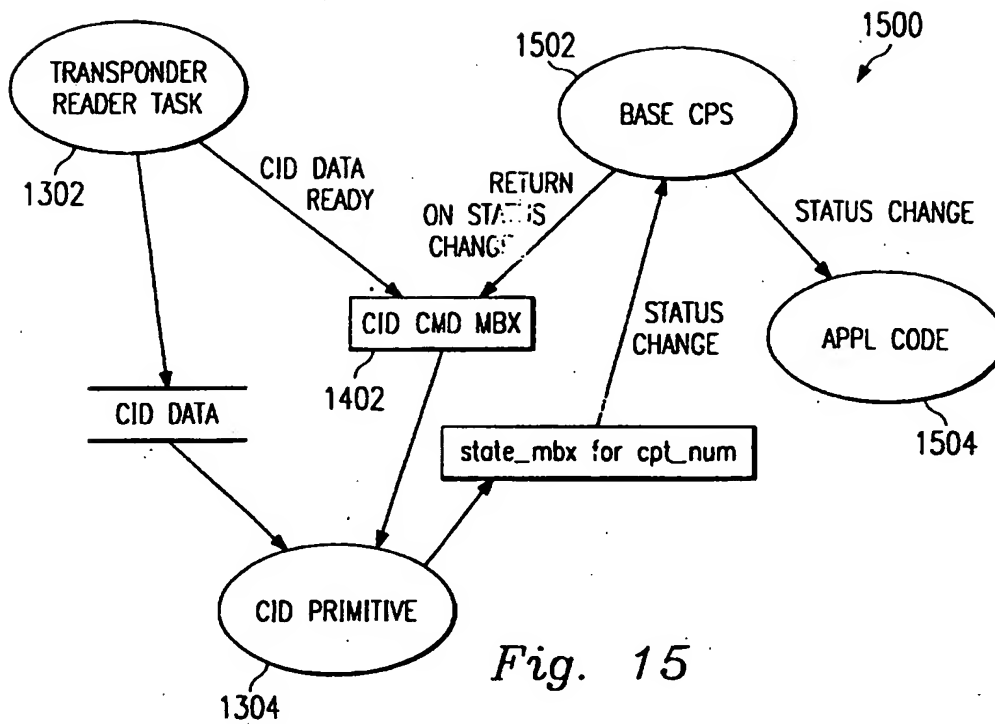 1500
1502
TRANSPONDER
READER TASK
1302
BASE CPS
CID DATA
READY
RETURN
ON
CHANGE
STATUS CHANGE
CID CMD MBX
1402
STATUS
CHANGE
APPL CODE
1504
CID DATA
state_mbx for cpt_num
CID PRIMITIVE
1304
Fig. 15